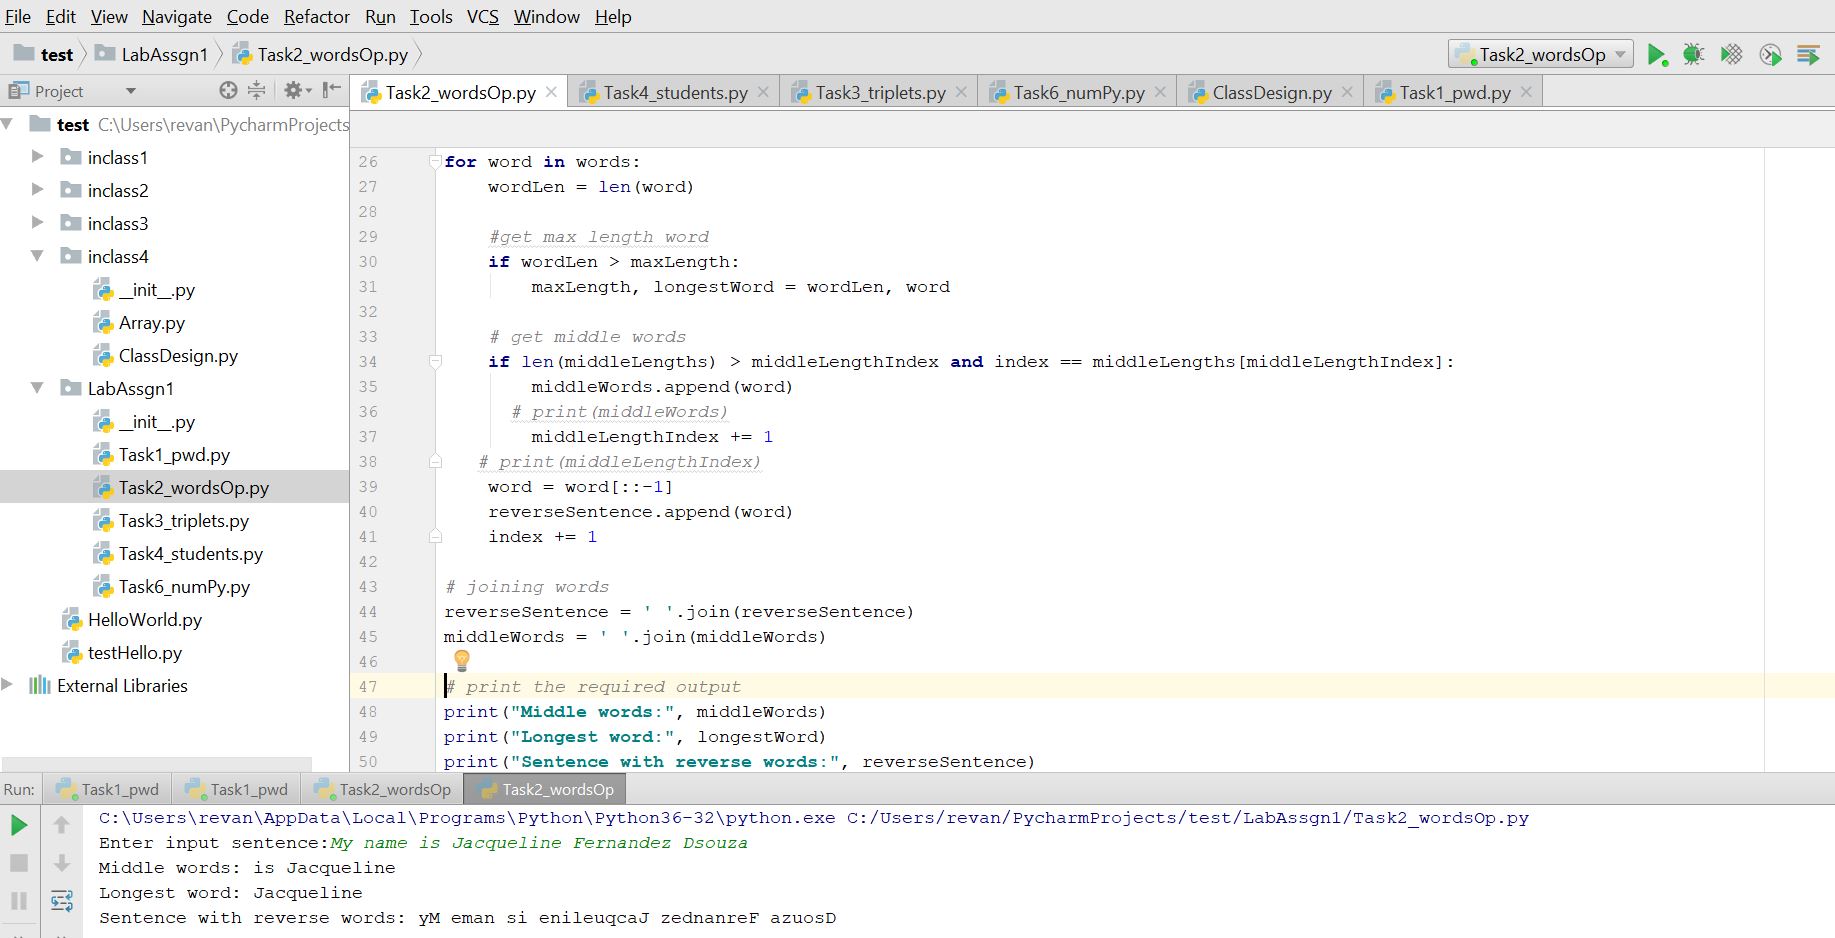 File Edit View Navigate Code Refactor Run Tools VCS Window Help
test LabAssgn1 Task2_wordsOp.py Task2_wordsOp
Project
Task2_wordsOp.py Task4_students.py Task3_triplets.py Task6_numPy.py ClassDesign.py Task1_pwd.py
test C:\Users\revan\PycharmProjects
inclass1
inclass2
inclass3
inclass4
__init__.py
Array.py
ClassDesign.py
LabAssgn1
__init__.py
Task1_pwd.py
Task2_wordsOp.py
Task3_triplets.py
Task4_students.py
Task6_numPy.py
HelloWorld.py
testHello.py
External Libraries
26 for word in words:
27     wordLen = len(word)
28
29     #get max length word
30     if wordLen > maxLength:
31         maxLength, longestWord = wordLen, word
32
33     # get middle words
34     if len(middleLengths) > middleLengthIndex and index == middleLengths[middleLengthIndex]:
35         middleWords.append(word)
36       # print(middleWords)
37         middleLengthIndex += 1
38    # print(middleLengthIndex)
39     word = word[::-1]
40     reverseSentence.append(word)
41     index += 1
42
43 # joining words
44 reverseSentence = ' '.join(reverseSentence)
45 middleWords = ' '.join(middleWords)
46
47 # print the required output
48 print("Middle words:", middleWords)
49 print("Longest word:", longestWord)
50 print("Sentence with reverse words:", reverseSentence)
Run: Task1_pwd Task1_pwd Task2_wordsOp Task2_wordsOp
C:\Users\revan\AppData\Local\Programs\Python\Python36-32\python.exe C:/Users/revan/PycharmProjects/test/LabAssgn1/Task2_wordsOp.py
Enter input sentence:My name is Jacqueline Fernandez Dsouza
Middle words: is Jacqueline
Longest word: Jacqueline
Sentence with reverse words: yM eman si enileuqcaJ zednanreF azuosD